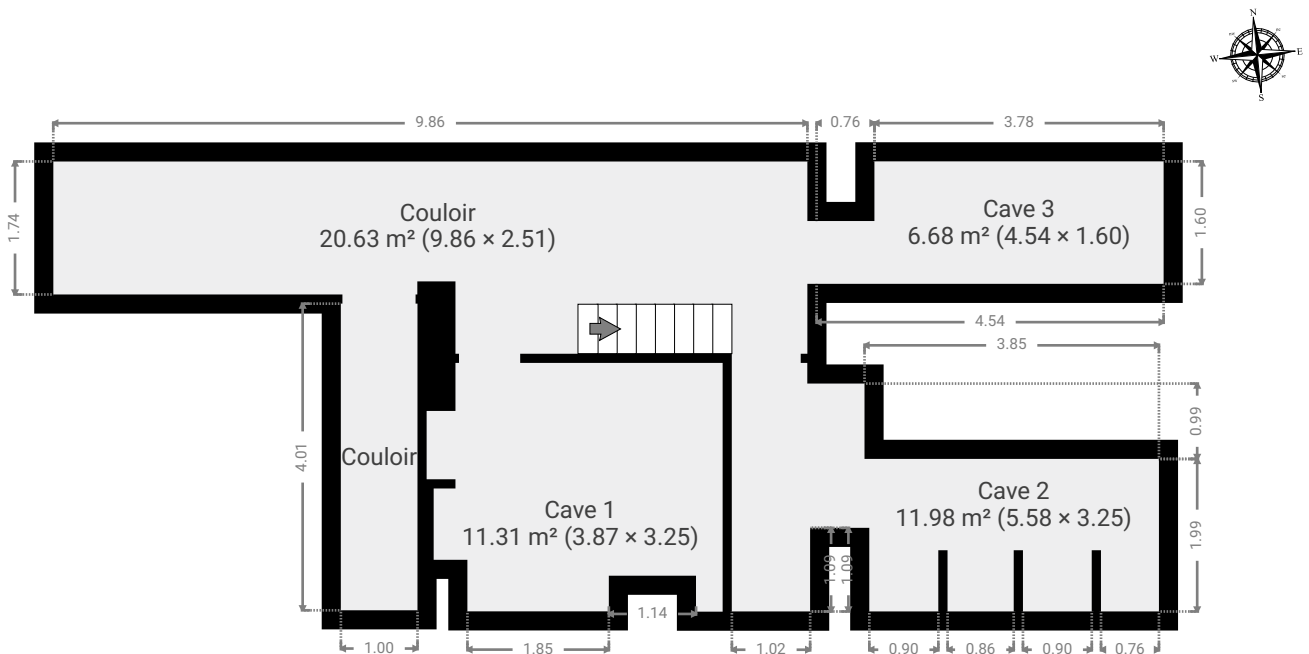 N
W
E
S
9.86
0.76
3.78
1.74
Couloir
20.63 m² (9.86 × 2.51)
Cave 3
6.68 m² (4.54 × 1.60)
1.60
4.54
3.85
0.99
4.01
Couloir
Cave 1
11.31 m² (3.87 × 3.25)
Cave 2
11.98 m² (5.58 × 3.25)
1.99
1.09
1.09
1.14
1.00
1.85
1.02
0.90
0.86
0.90
0.76